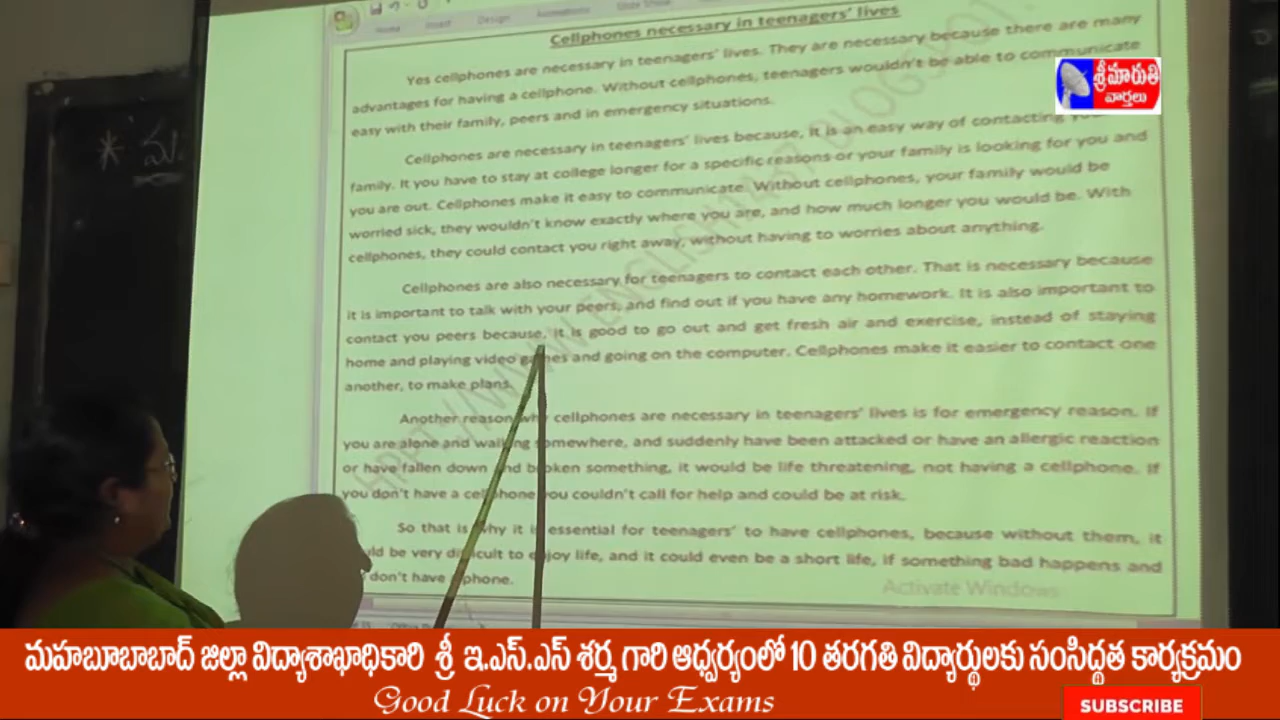 Home Insert Design Animations Slide Show
Cellphones necessary in teenagers' lives
Yes cellphones are necessary in teenagers' lives. They are necessary because there are many
advantages for having a cellphone. Without cellphones, teenagers wouldn't be able to communicate
easy with their family, peers and in emergency situations.
శ్రీమారుతి
వార్తలు
Cellphones are necessary in teenagers' lives because, it is an easy way of contacting
family. It you have to stay at college longer for a specific reasons or your family is looking for you and
you are out. Cellphones make it easy to communicate. Without cellphones, your family would be
worried sick, they wouldn't know exactly where you are, and how much longer you would be. With
cellphones, they could contact you right away, without having to worries about anything.
Cellphones are also necessary for teenagers to contact each other. That is necessary because
it is important to talk with your peers, and find out if you have any homework. It is also important to
contact you peers because, it is good to go out and get fresh air and exercise, instead of staying
home and playing video games and going on the computer. Cellphones make it easier to contact one
another, to make plans.
Another reason why cellphones are necessary in teenagers' lives is for emergency reason. If
you are alone and walking somewhere, and suddenly have been attacked or have an allergic reaction
or have fallen down and broken something, it would be life threatening, not having a cellphone. If
you don't have a cellphone you couldn't call for help and could be at risk.
So that is why it is essential for teenagers' to have cellphones, because without them, it
be very difficult to enjoy life, and it could even be a short life, if something bad happens and
don't have phone.
Activate Windows
* మ
మహబూబాబాద్ జిల్లా విద్యాశాఖాధికారి శ్రీ ఇ.ఎస్.ఎస్ శర్మ గారి ఆధ్వర్యంలో 10 తరగతి విద్యార్థులకు సంసిద్ధత కార్యక్రమం
Good Luck on Your Exams
SUBSCRIBE